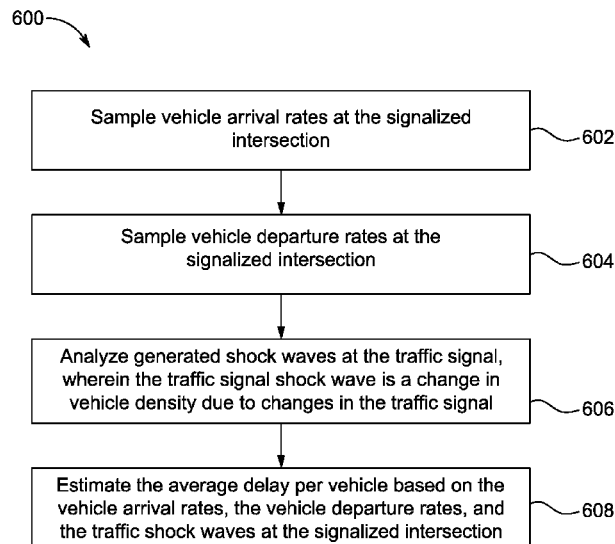 600
Sample vehicle arrival rates at the signalized
intersection
602
Sample vehicle departure rates at the
signalized intersection
604
Analyze generated shock waves at the traffic signal,
wherein the traffic signal shock wave is a change in
vehicle density due to changes in the traffic signal
606
Estimate the average delay per vehicle based on the
vehicle arrival rates, the vehicle departure rates, and
the traffic shock waves at the signalized intersection
608